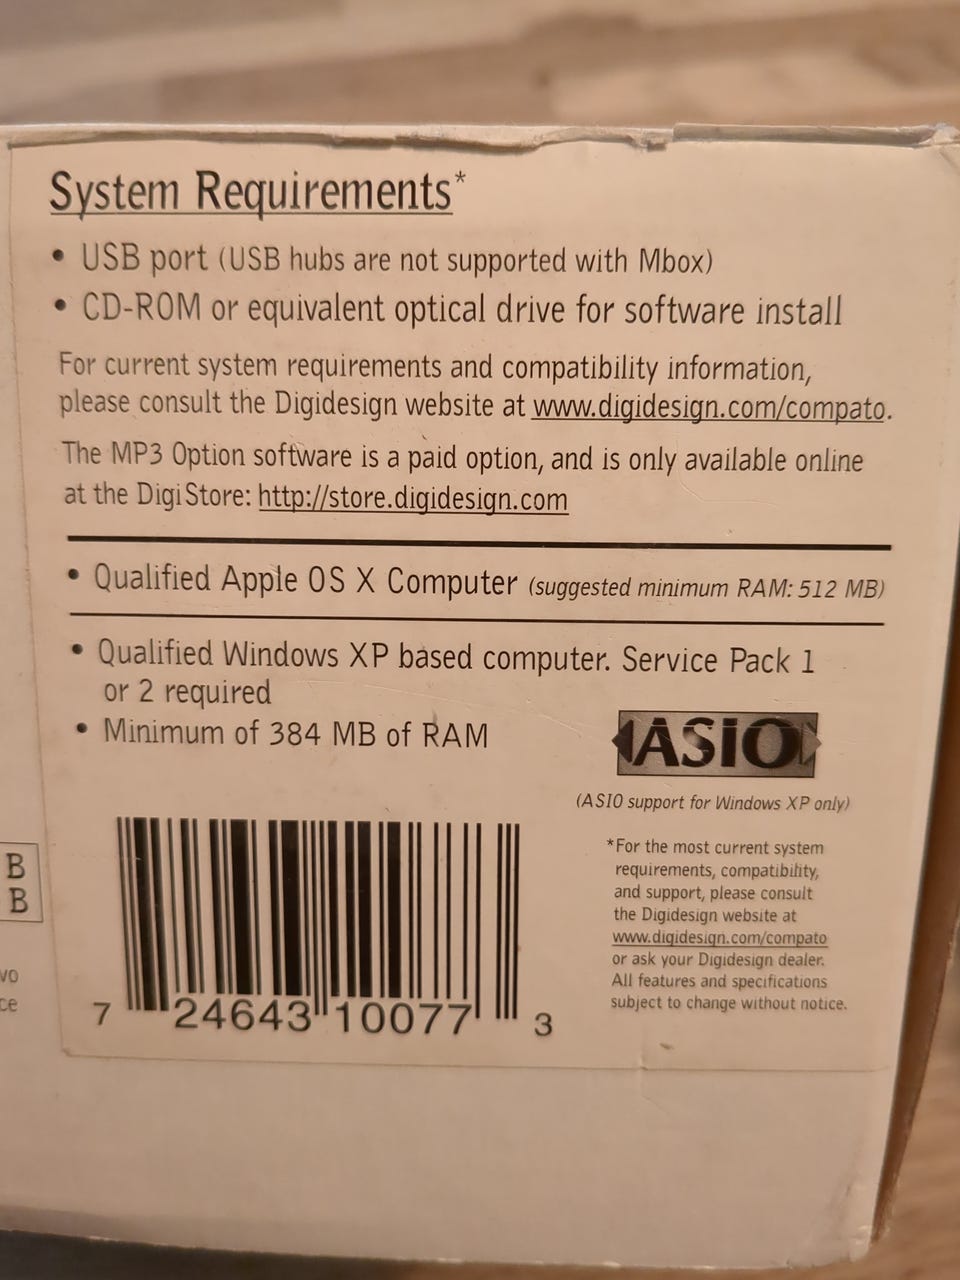 System Requirements*
• USB port (USB hubs are not supported with Mbox)
• CD-ROM or equivalent optical drive for software install
For current system requirements and compatibility information,
please consult the Digidesign website at www.digidesign.com/compato.
The MP3 Option software is a paid option, and is only available online
at the DigiStore: http://store.digidesign.com
• Qualified Apple OS X Computer (suggested minimum RAM: 512 MB)
• Qualified Windows XP based computer. Service Pack 1
or 2 required
• Minimum of 384 MB of RAM
ASIO
(ASIO support for Windows XP only)
*For the most current system
requirements, compatibility,
and support, please consult
the Digidesign website at
www.digidesign.com/compato
or ask your Digidesign dealer.
All features and specifications
subject to change without notice.
7 24643 10077 3
B
B
vo
ce